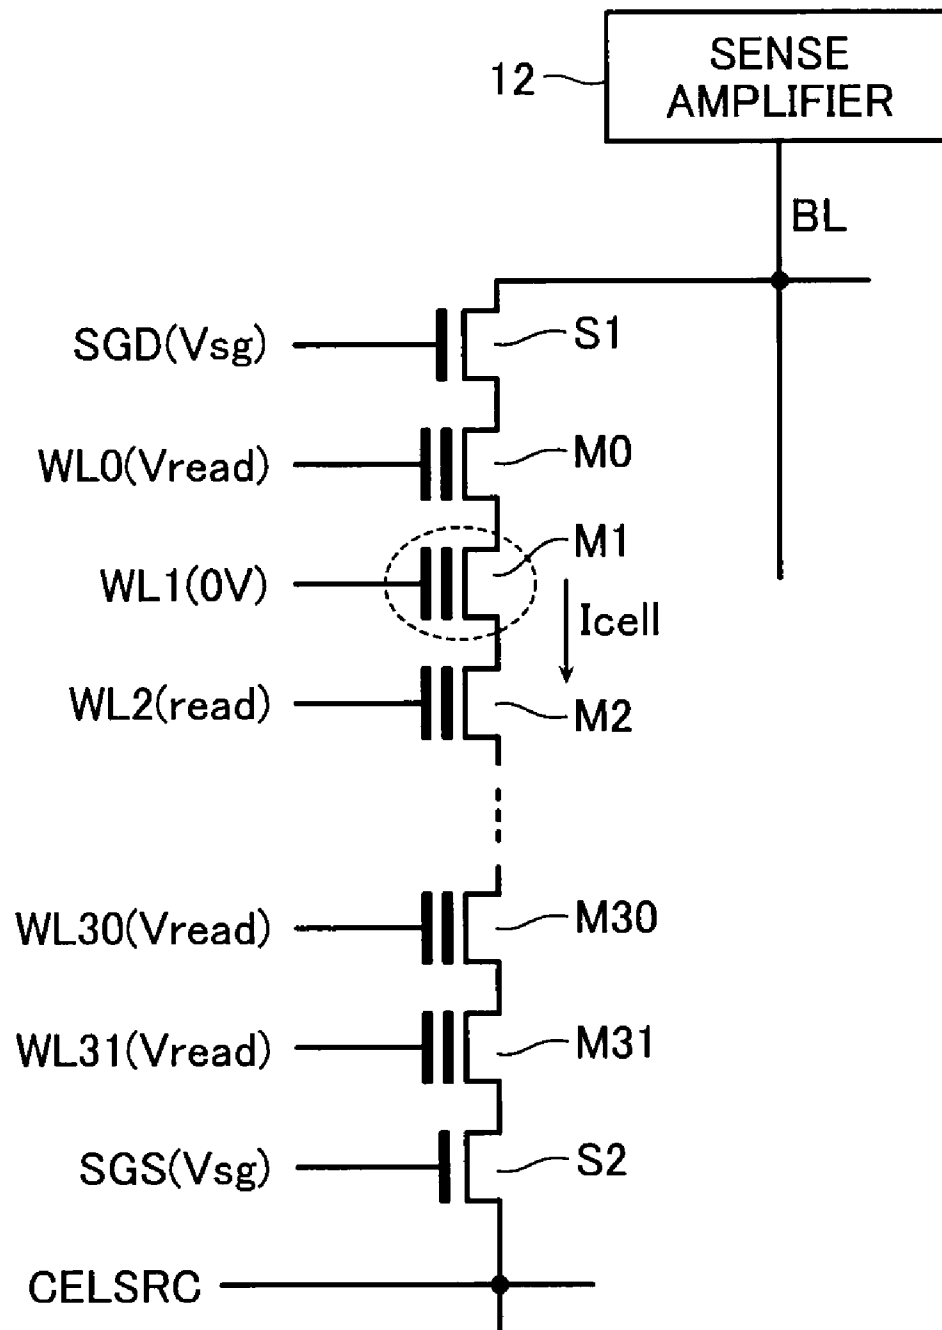 SENSE
AMPLIFIER
12
BL
SGD(Vsg)
S1
WL0(Vread)
M0
WL1(0V)
M1
Icell
WL2(read)
M2
WL30(Vread)
M30
WL31(Vread)
M31
SGS(Vsg)
S2
CELSRC